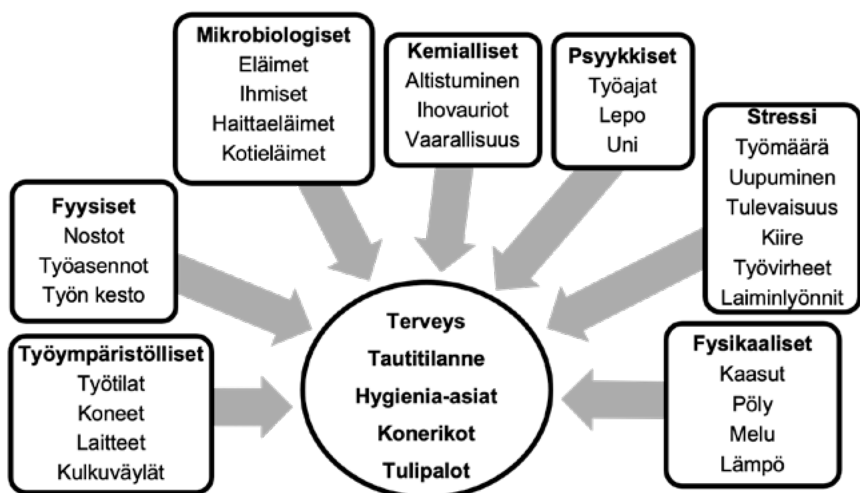 Mikrobiologiset
Eläimet
Ihmiset
Haittaeläimet
Kotieläimet
Kemialliset
Altistuminen
Ihovauriot
Vaarallisuus
Psyykkiset
Työajat
Lepo
Uni
Stressi
Työmäärä
Uupuminen
Tulevaisuus
Kiire
Työvirheet
Laiminlyönnit
Fyysiset
Nostot
Työasennot
Työn kesto
Työympäristölliset
Työtilat
Koneet
Laitteet
Kulkuväylät
Terveys
Tautitilanne
Hygienia-asiat
Konerikot
Tulipalot
Fysikaaliset
Kaasut
Pöly
Melu
Lämpö